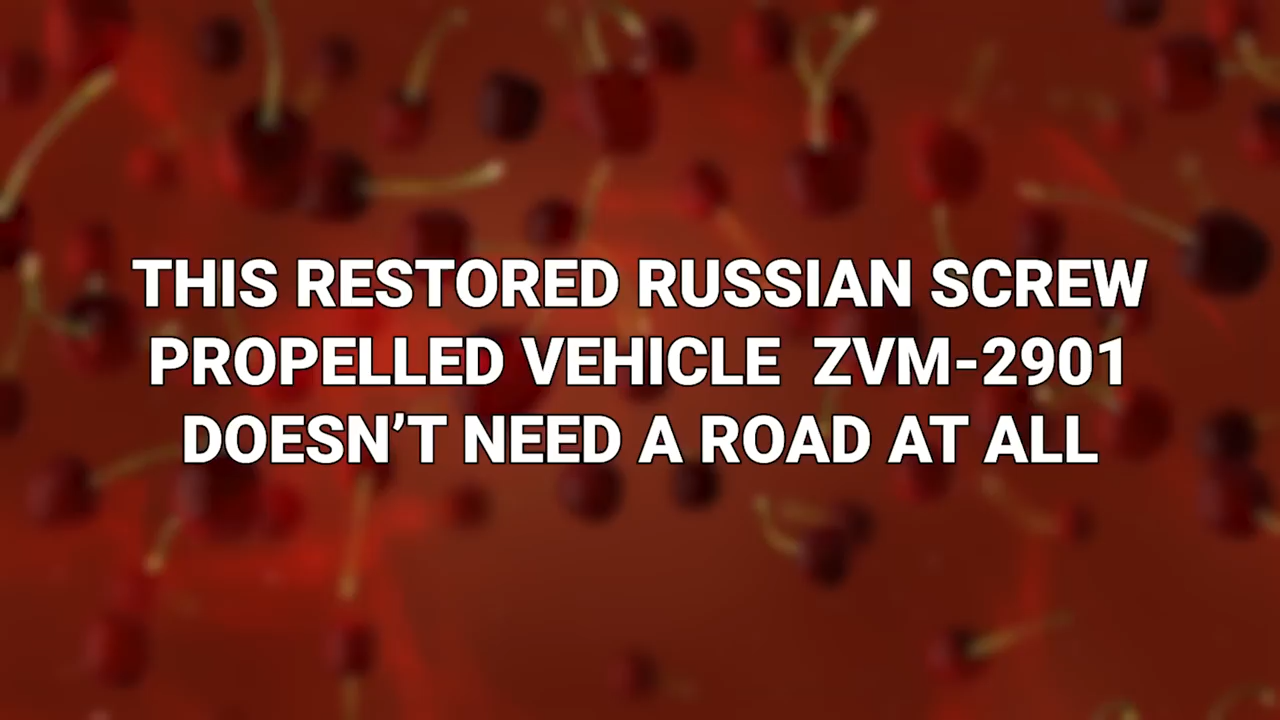 THIS RESTORED RUSSIAN SCREW
PROPELLED VEHICLE  ZVM-2901
DOESN’T NEED A ROAD AT ALL